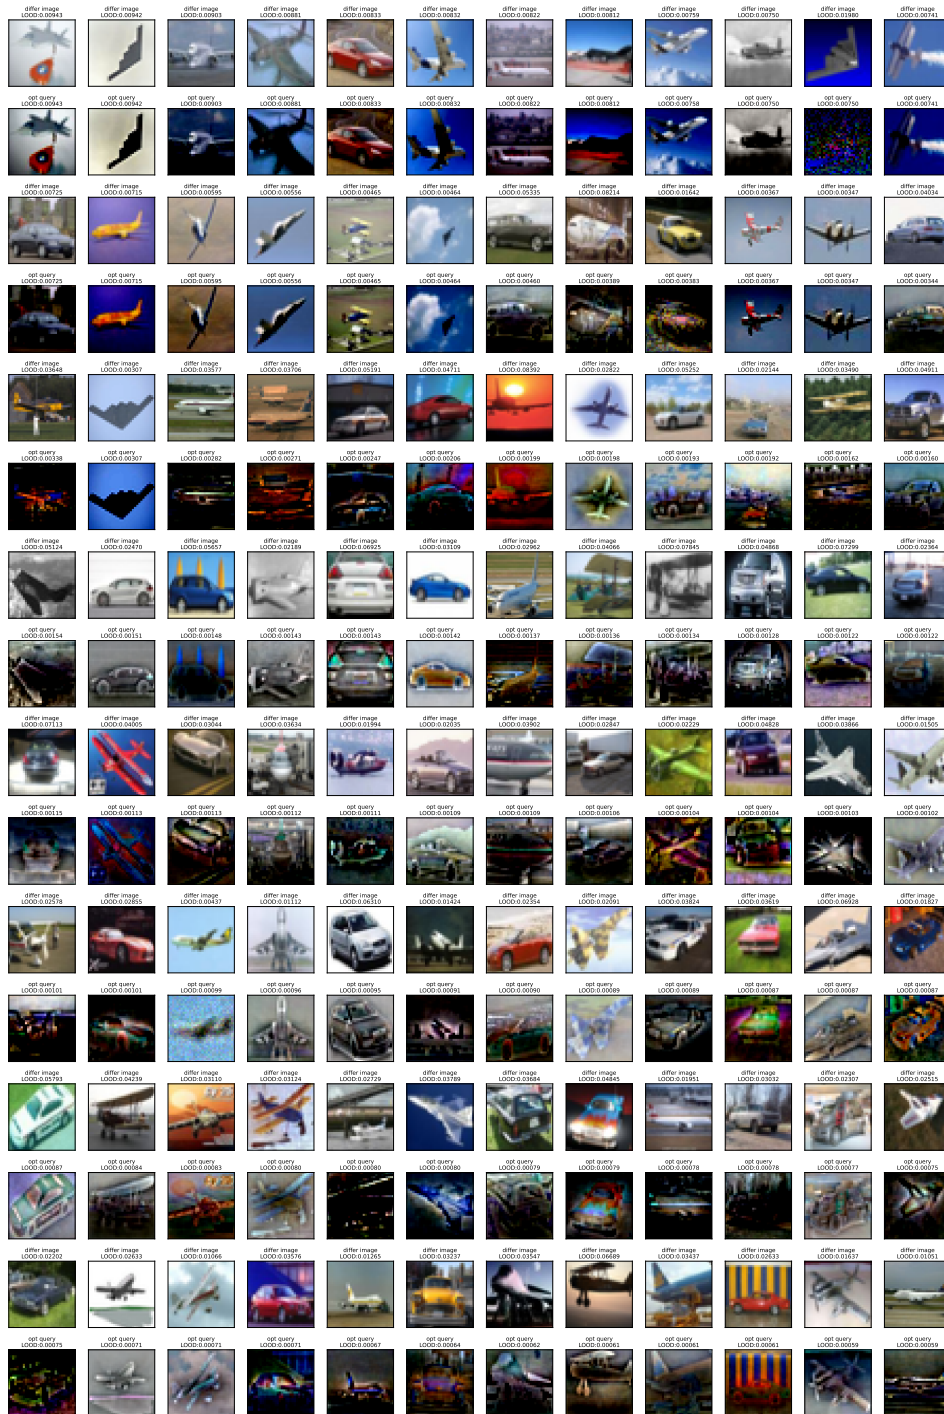 differ image differ image differ image differ image differ image differ image differ image differ image differ image differ image differ image differ image
LOOD:0.00943 LOOD:0.00942 LOOD:0.00903 LOOD:0.00881 LOOD:0.00833 LOOD:0.00832 LOOD:0.00822 LOOD:0.00812 LOOD:0.00759 LOOD:0.00750 LOOD:0.01980 LOOD:0.00741
opt query opt query opt query opt query opt query opt query opt query opt query opt query opt query opt query opt query
LOOD:0.00943 LOOD:0.00942 LOOD:0.00903 LOOD:0.00881 LOOD:0.00833 LOOD:0.00832 LOOD:0.00822 LOOD:0.00812 LOOD:0.00758 LOOD:0.00750 LOOD:0.00750 LOOD:0.00741
differ image differ image differ image differ image differ image differ image differ image differ image differ image differ image differ image differ image
LOOD:0.00725 LOOD:0.00715 LOOD:0.00595 LOOD:0.00556 LOOD:0.00465 LOOD:0.00464 LOOD:0.05335 LOOD:0.08214 LOOD:0.01642 LOOD:0.00367 LOOD:0.00347 LOOD:0.04034
opt query opt query opt query opt query opt query opt query opt query opt query opt query opt query opt query opt query
LOOD:0.00725 LOOD:0.00715 LOOD:0.00595 LOOD:0.00556 LOOD:0.00465 LOOD:0.00464 LOOD:0.00460 LOOD:0.00389 LOOD:0.00383 LOOD:0.00367 LOOD:0.00347 LOOD:0.00344
differ image differ image differ image differ image differ image differ image differ image differ image differ image differ image differ image differ image
LOOD:0.03648 LOOD:0.00307 LOOD:0.03577 LOOD:0.03706 LOOD:0.05191 LOOD:0.04711 LOOD:0.08392 LOOD:0.02822 LOOD:0.05252 LOOD:0.02144 LOOD:0.03490 LOOD:0.04911
opt query opt query opt query opt query opt query opt query opt query opt query opt query opt query opt query opt query
LOOD:0.00338 LOOD:0.00307 LOOD:0.00282 LOOD:0.00271 LOOD:0.00247 LOOD:0.00206 LOOD:0.00199 LOOD:0.00198 LOOD:0.00193 LOOD:0.00192 LOOD:0.00162 LOOD:0.00160
differ image differ image differ image differ image differ image differ image differ image differ image differ image differ image differ image differ image
LOOD:0.05124 LOOD:0.02470 LOOD:0.05657 LOOD:0.02189 LOOD:0.06925 LOOD:0.03109 LOOD:0.02962 LOOD:0.04066 LOOD:0.07845 LOOD:0.04868 LOOD:0.07299 LOOD:0.02364
opt query opt query opt query opt query opt query opt query opt query opt query opt query opt query opt query opt query
LOOD:0.00154 LOOD:0.00151 LOOD:0.00148 LOOD:0.00143 LOOD:0.00143 LOOD:0.00142 LOOD:0.00137 LOOD:0.00136 LOOD:0.00134 LOOD:0.00128 LOOD:0.00122 LOOD:0.00122
differ image differ image differ image differ image differ image differ image differ image differ image differ image differ image differ image differ image
LOOD:0.07113 LOOD:0.04005 LOOD:0.03044 LOOD:0.03634 LOOD:0.01994 LOOD:0.02035 LOOD:0.03902 LOOD:0.02847 LOOD:0.02229 LOOD:0.04828 LOOD:0.03866 LOOD:0.01505
opt query opt query opt query opt query opt query opt query opt query opt query opt query opt query opt query opt query
LOOD:0.00115 LOOD:0.00113 LOOD:0.00113 LOOD:0.00112 LOOD:0.00111 LOOD:0.00109 LOOD:0.00109 LOOD:0.00106 LOOD:0.00104 LOOD:0.00104 LOOD:0.00103 LOOD:0.00102
differ image differ image differ image differ image differ image differ image differ image differ image differ image differ image differ image differ image
LOOD:0.02578 LOOD:0.02855 LOOD:0.00437 LOOD:0.01112 LOOD:0.06310 LOOD:0.01424 LOOD:0.02354 LOOD:0.02091 LOOD:0.03824 LOOD:0.03619 LOOD:0.06928 LOOD:0.01827
opt query opt query opt query opt query opt query opt query opt query opt query opt query opt query opt query opt query
LOOD:0.00101 LOOD:0.00101 LOOD:0.00099 LOOD:0.00096 LOOD:0.00095 LOOD:0.00091 LOOD:0.00090 LOOD:0.00089 LOOD:0.00089 LOOD:0.00087 LOOD:0.00087 LOOD:0.00087
differ image differ image differ image differ image differ image differ image differ image differ image differ image differ image differ image differ image
LOOD:0.05793 LOOD:0.04239 LOOD:0.03110 LOOD:0.03124 LOOD:0.02729 LOOD:0.03789 LOOD:0.03684 LOOD:0.04845 LOOD:0.01951 LOOD:0.03032 LOOD:0.02307 LOOD:0.02515
opt query opt query opt query opt query opt query opt query opt query opt query opt query opt query opt query opt query
LOOD:0.00087 LOOD:0.00084 LOOD:0.00083 LOOD:0.00080 LOOD:0.00080 LOOD:0.00080 LOOD:0.00079 LOOD:0.00079 LOOD:0.00078 LOOD:0.00078 LOOD:0.00077 LOOD:0.00075
differ image differ image differ image differ image differ image differ image differ image differ image differ image differ image differ image differ image
LOOD:0.02202 LOOD:0.02633 LOOD:0.01066 LOOD:0.03576 LOOD:0.01265 LOOD:0.03237 LOOD:0.03547 LOOD:0.06689 LOOD:0.03437 LOOD:0.02633 LOOD:0.01637 LOOD:0.01051
opt query opt query opt query opt query opt query opt query opt query opt query opt query opt query opt query opt query
LOOD:0.00075 LOOD:0.00071 LOOD:0.00071 LOOD:0.00071 LOOD:0.00067 LOOD:0.00064 LOOD:0.00062 LOOD:0.00061 LOOD:0.00061 LOOD:0.00060 LOOD:0.00059 LOOD:0.00059